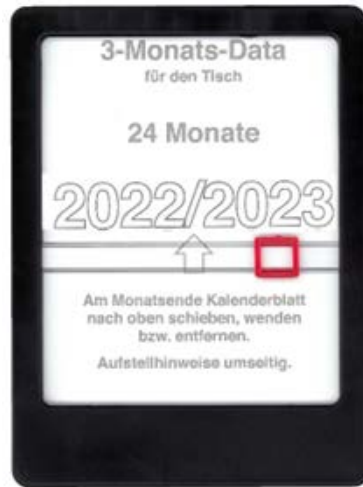 3-Monats-Data
für den Tisch
24 Monate
2022/2023
Am Monatsende Kalenderblatt
nach oben schieben, wenden
bzw. entfernen.
Aufstellhinweise umseitig.